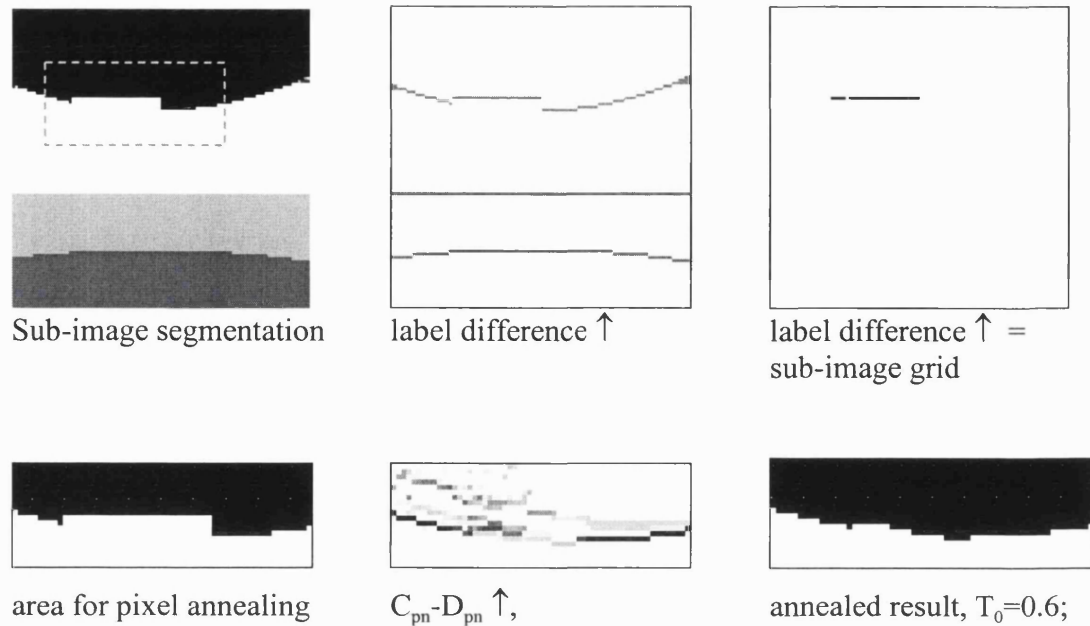 Sub-image segmentation
label difference ↑
label difference ↑ =
sub-image grid
area for pixel annealing
C_pn-D_pn ↑,
annealed result, T_0=0.6;